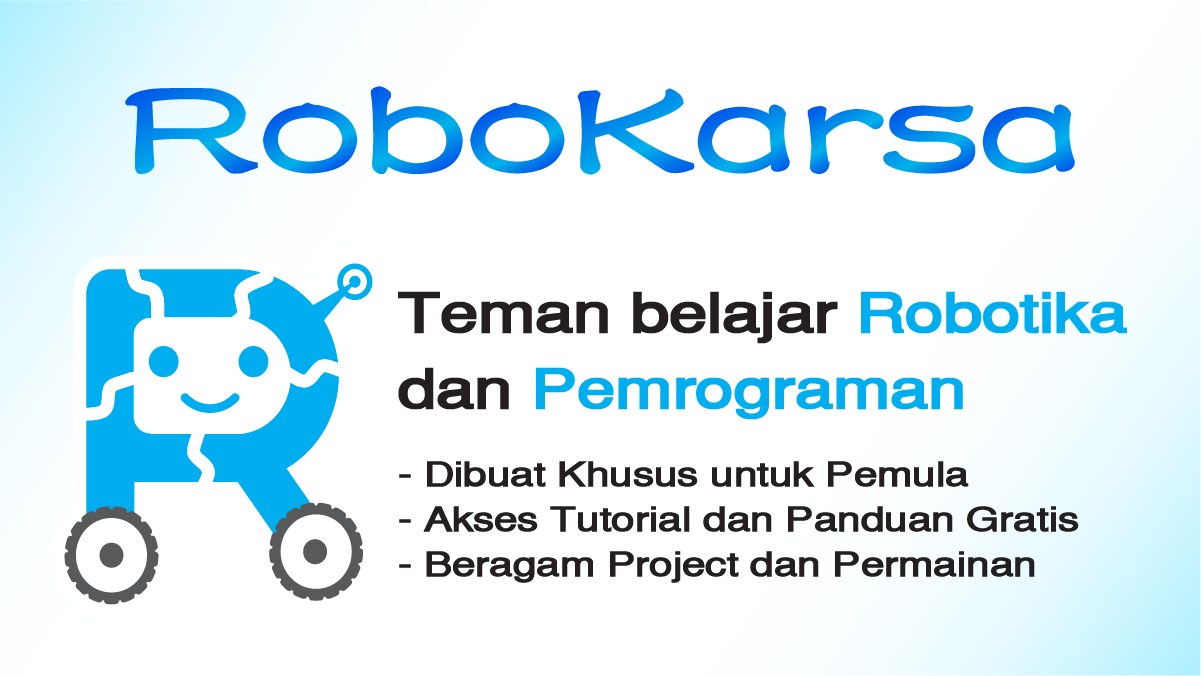 RoboKarsa
Teman belajar Robotika
dan Pemrograman
- Dibuat Khusus untuk Pemula
- Akses Tutorial dan Panduan Gratis
- Beragam Project dan Permainan